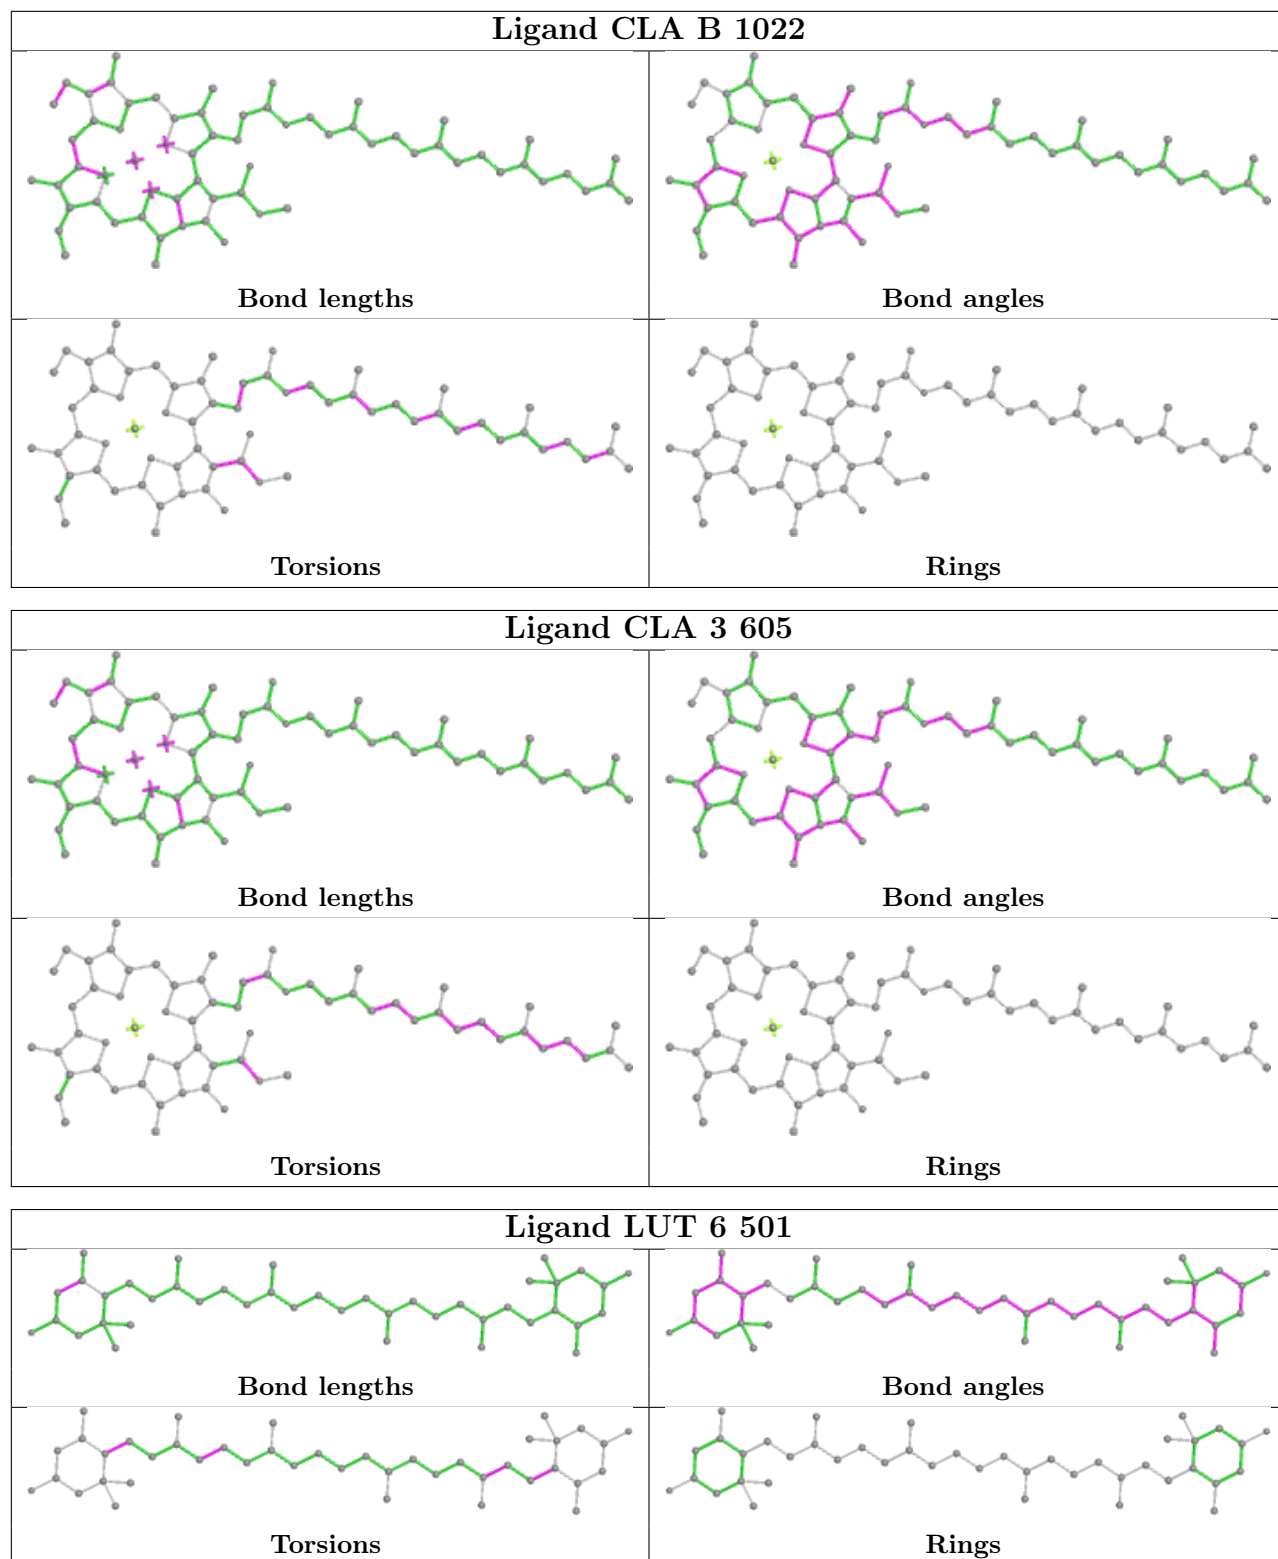 Ligand CLA B 1022
Bond lengths
Bond angles
Torsions
Rings
Ligand CLA 3 605
Bond lengths
Bond angles
Torsions
Rings
Ligand LUT 6 501
Bond lengths
Bond angles
Torsions
Rings